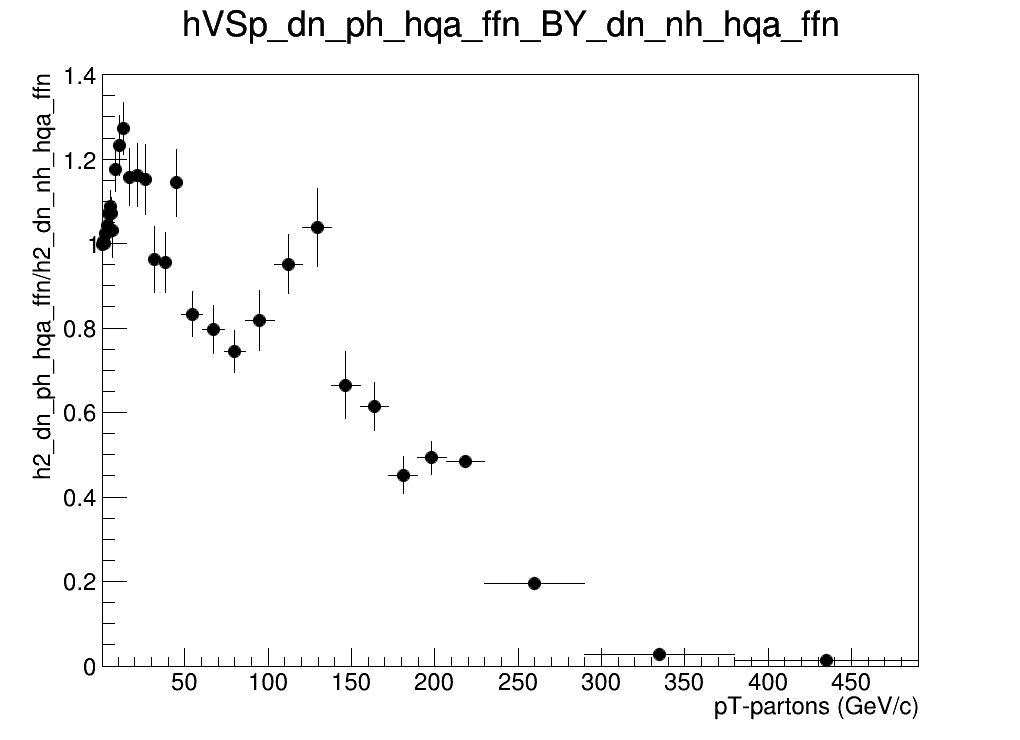 hVSp_dn_ph_hqa_ffn_BY_dn_nh_hqa_ffn
h2_dn_ph_hqa_ffn/h2_dn_nh_hqa_ffn
1.4
1.2
1
0.8
0.6
0.4
0.2
0
50 100 150 200 250 300 350 400 450
pT-partons (GeV/c)